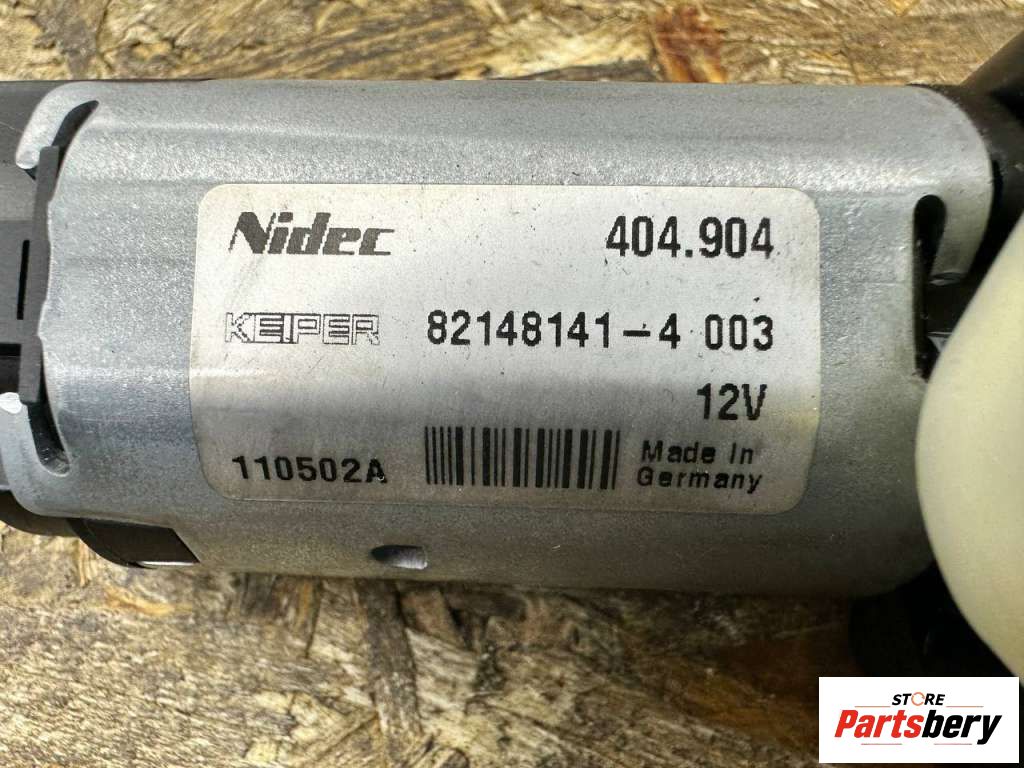 Nidec 404.904
KEIPER 82148141-4 003
12V
110502A
Made In
Germany
STORE
Partsbery